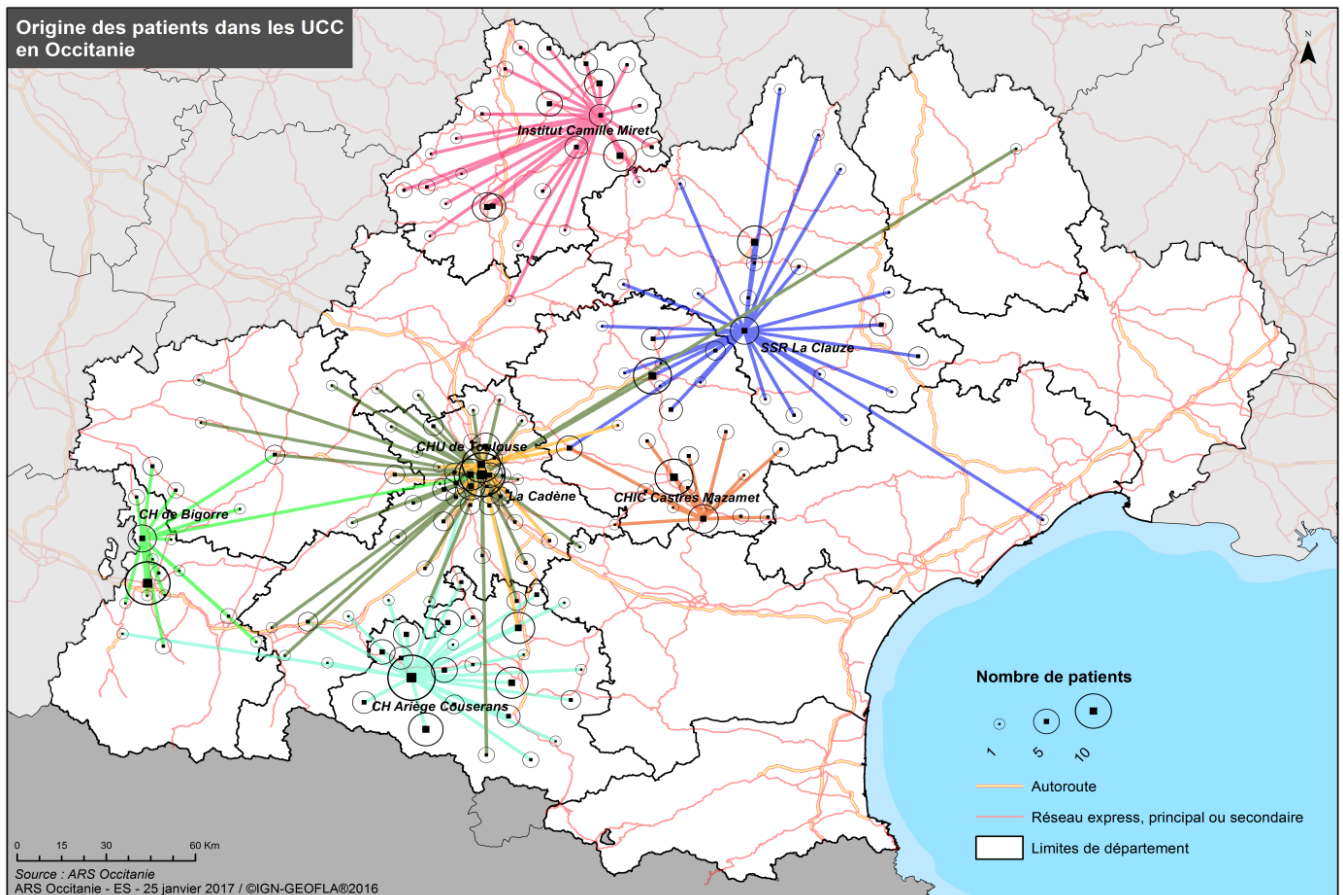 Origine des patients dans les UCC
en Occitanie
N
Institut Camille Miret
SSR La Clauze
CHU de Toulouse
La Cadène
CHIC Castres Mazamet
CH de Bigorre
CH Ariège Couserans
Nombre de patients
1 5 10
Autoroute
Réseau express, principal ou secondaire
Limites de département
0 15 30 60 Km
Source : ARS Occitanie
ARS Occitanie - ES - 25 janvier 2017 / ©IGN-GEOFLA®2016